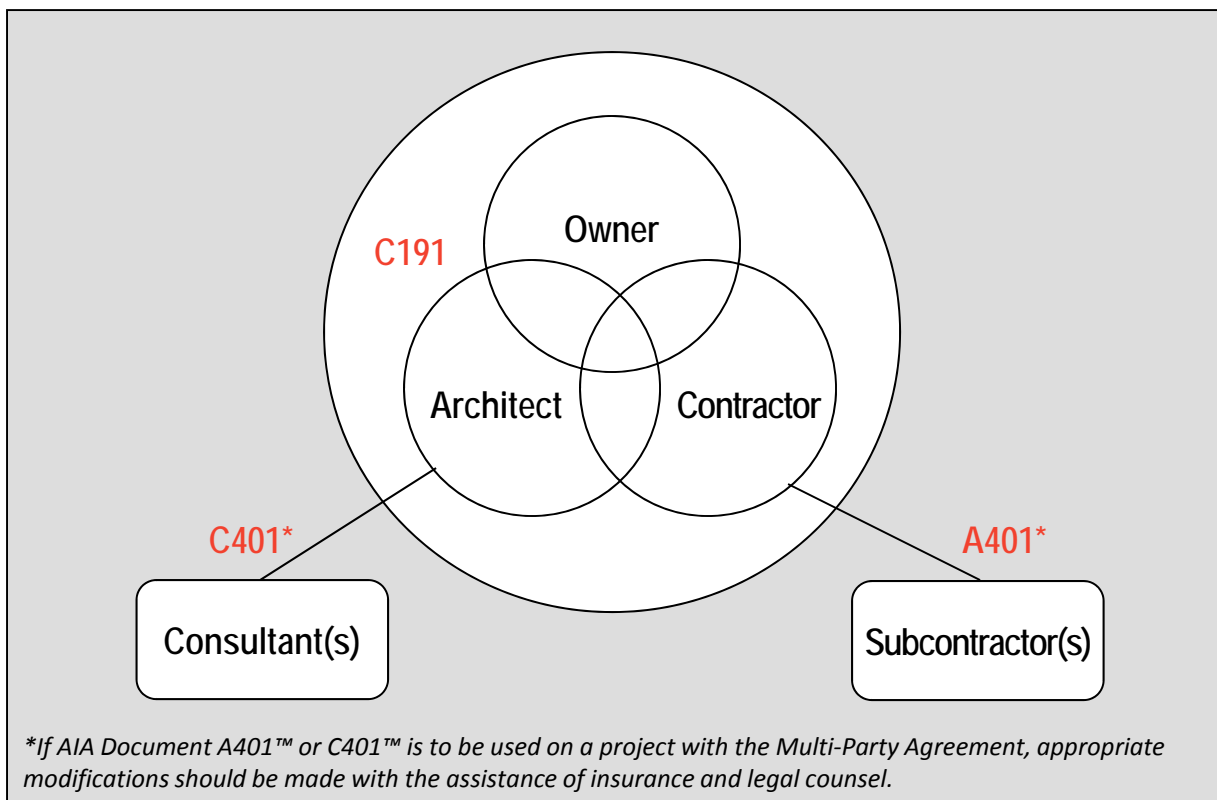 Owner
C191
Architect
Contractor
C401*
A401*
Consultant(s)
Subcontractor(s)
*If AIA Document A401™ or C401™ is to be used on a project with the Multi-Party Agreement, appropriate
modifications should be made with the assistance of insurance and legal counsel.